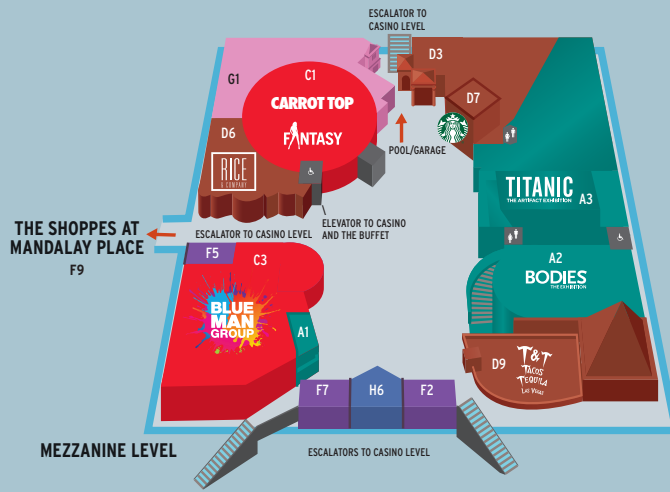 ESCALATOR TO
CASINO LEVEL
D3
G1
C1
CARROT TOP
FANTASY
D7
D6
RICE
& COMPANY
POOL/GARAGE
TITANIC
THE ARTIFACT EXHIBITION
A3
ELEVATOR TO CASINO
AND THE BUFFET
THE SHOPPES AT
MANDALAY PLACE
F9
ESCALATOR TO CASINO LEVEL
F5
C3
A2
BODIES
THE EXHIBITION
BLUE
MAN
GROUP
A1
D9
T&T
TACOS
TEQUILA
LAS VEGAS
F7
H6
F2
MEZZANINE LEVEL
ESCALATORS TO CASINO LEVEL